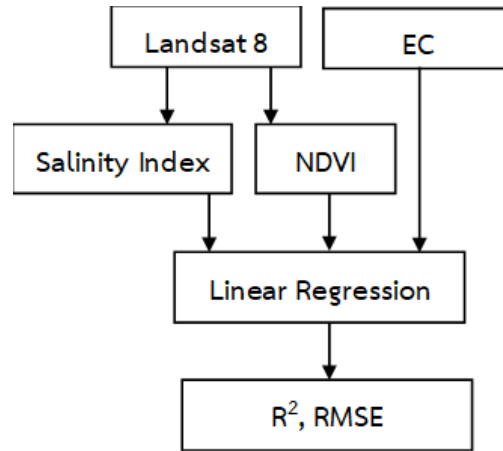 Landsat 8
EC
Salinity Index
NDVI
Linear Regression
R², RMSE